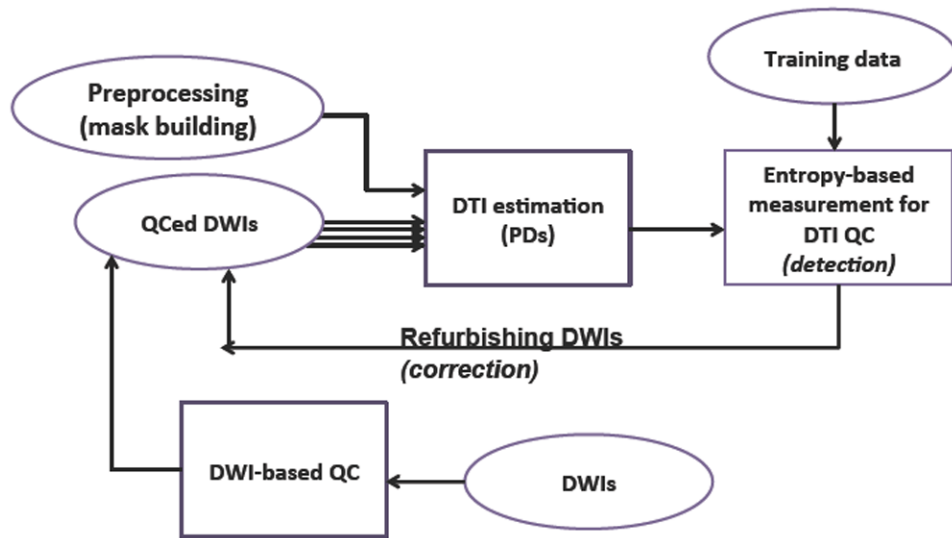 Training data
Preprocessing
(mask building)
QCed DWIs
DTI estimation
(PDs)
Entropy-based
measurement for
DTI QC
(detection)
Refurbishing DWIs
(correction)
DWI-based QC
DWIs